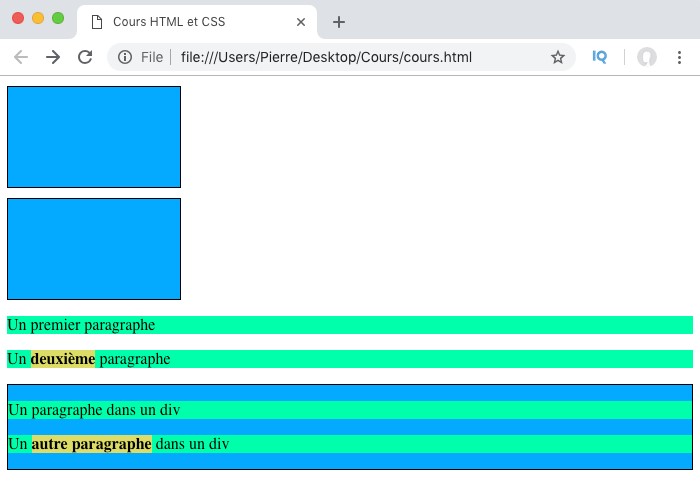 Cours HTML et CSS
File file:///Users/Pierre/Desktop/Cours/cours.html IQ
Un premier paragraphe
Un deuxième paragraphe
Un paragraphe dans un div
Un autre paragraphe dans un div